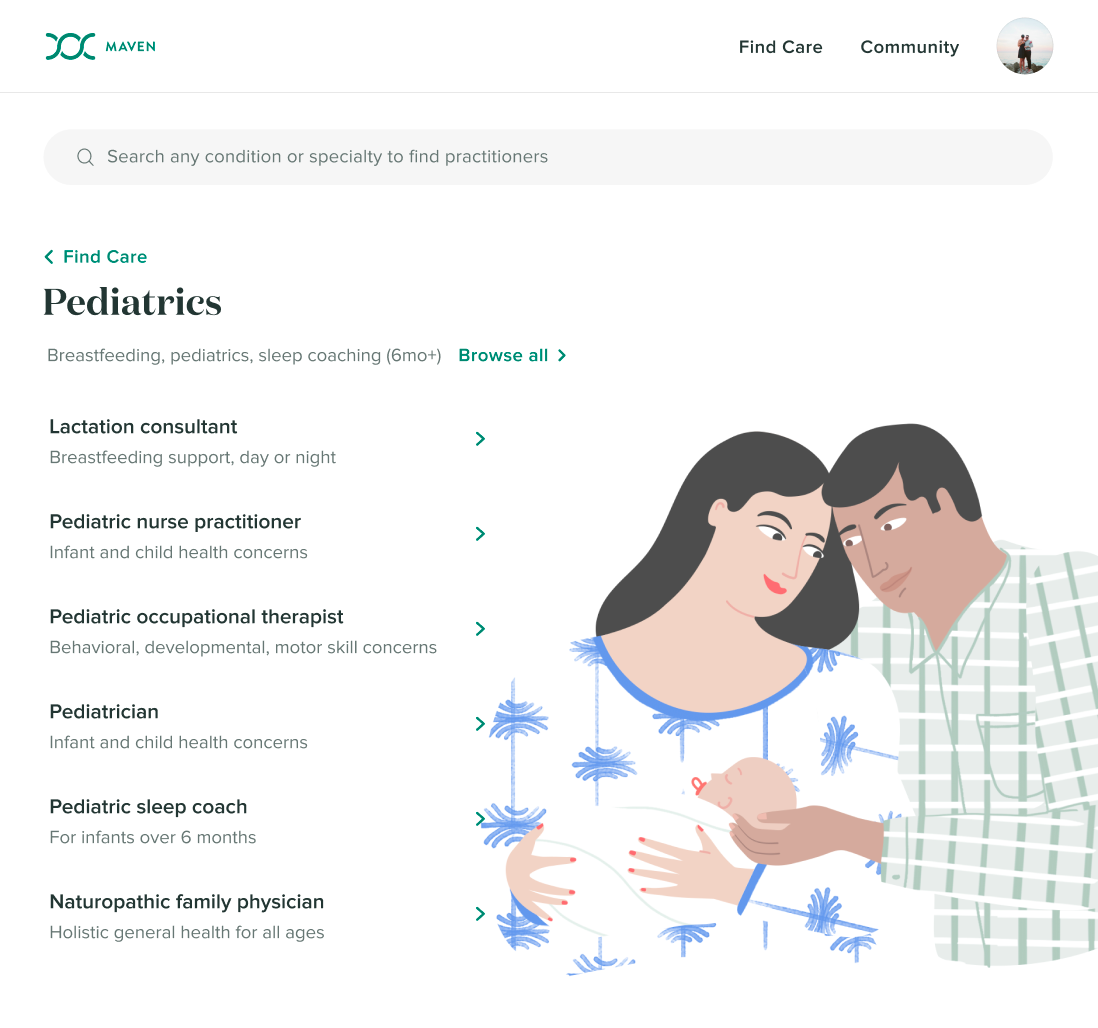 MAVEN
Find Care
Community
Search any condition or specialty to find practitioners
Find Care
Pediatrics
Breastfeeding, pediatrics, sleep coaching (6mo+) Browse all
Lactation consultant
Breastfeeding support, day or night
Pediatric nurse practitioner
Infant and child health concerns
Pediatric occupational therapist
Behavioral, developmental, motor skill concerns
Pediatrician
Infant and child health concerns
Pediatric sleep coach
For infants over 6 months
Naturopathic family physician
Holistic general health for all ages